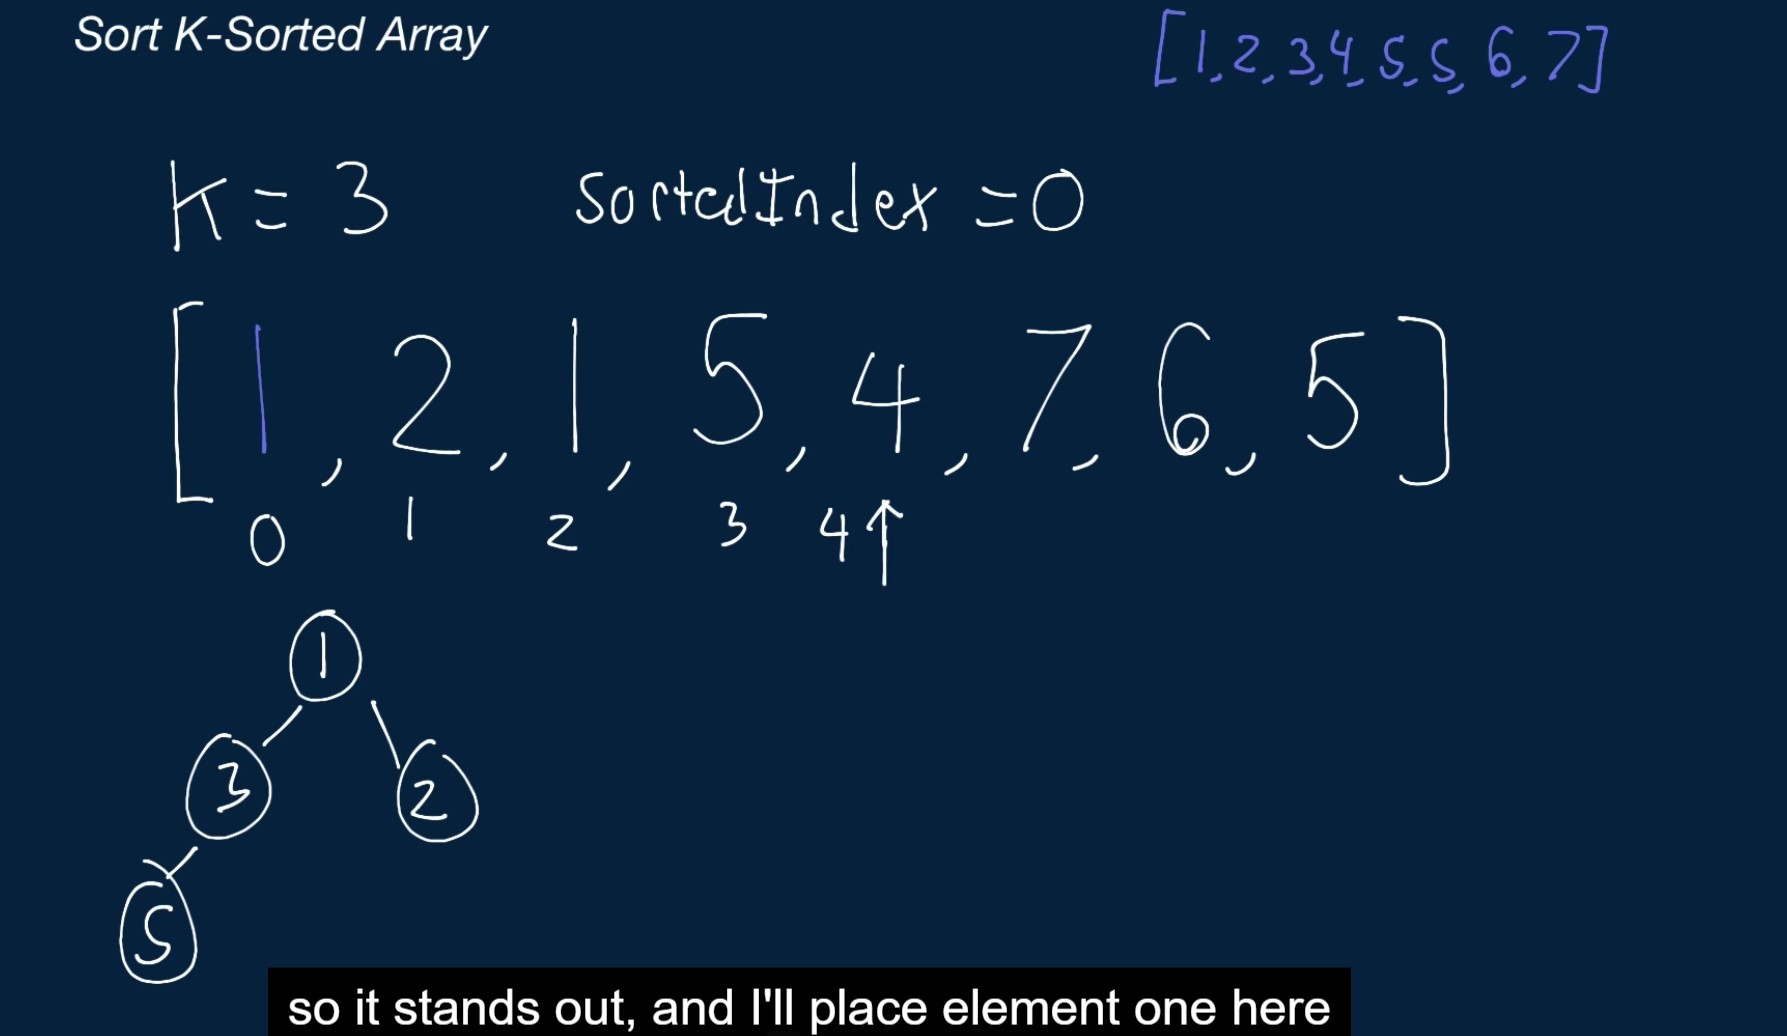 Sort K-Sorted Array
[1,2,3,4,5,5,6,7]
K=3
sortedIndex=0
[1,2,1,5,4,7,6,5]
0 1 2 3 4↑
1
3 2
5
so it stands out, and I'll place element one here